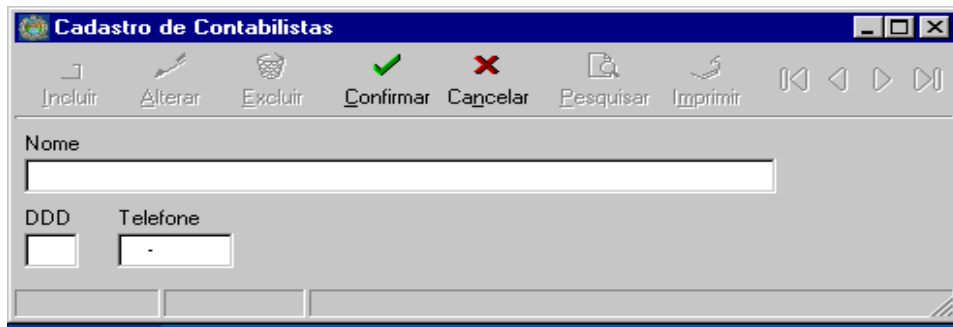 Cadastro de Contabilistas
Incluir Alterar Excluir Confirmar Cancelar Pesquisar Imprimir
Nome
DDD Telefone
-